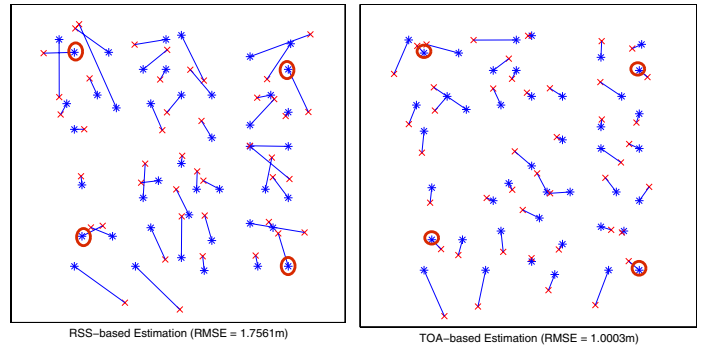 RSS−based Estimation (RMSE = 1.7561m)
TOA−based Estimation (RMSE = 1.0003m)